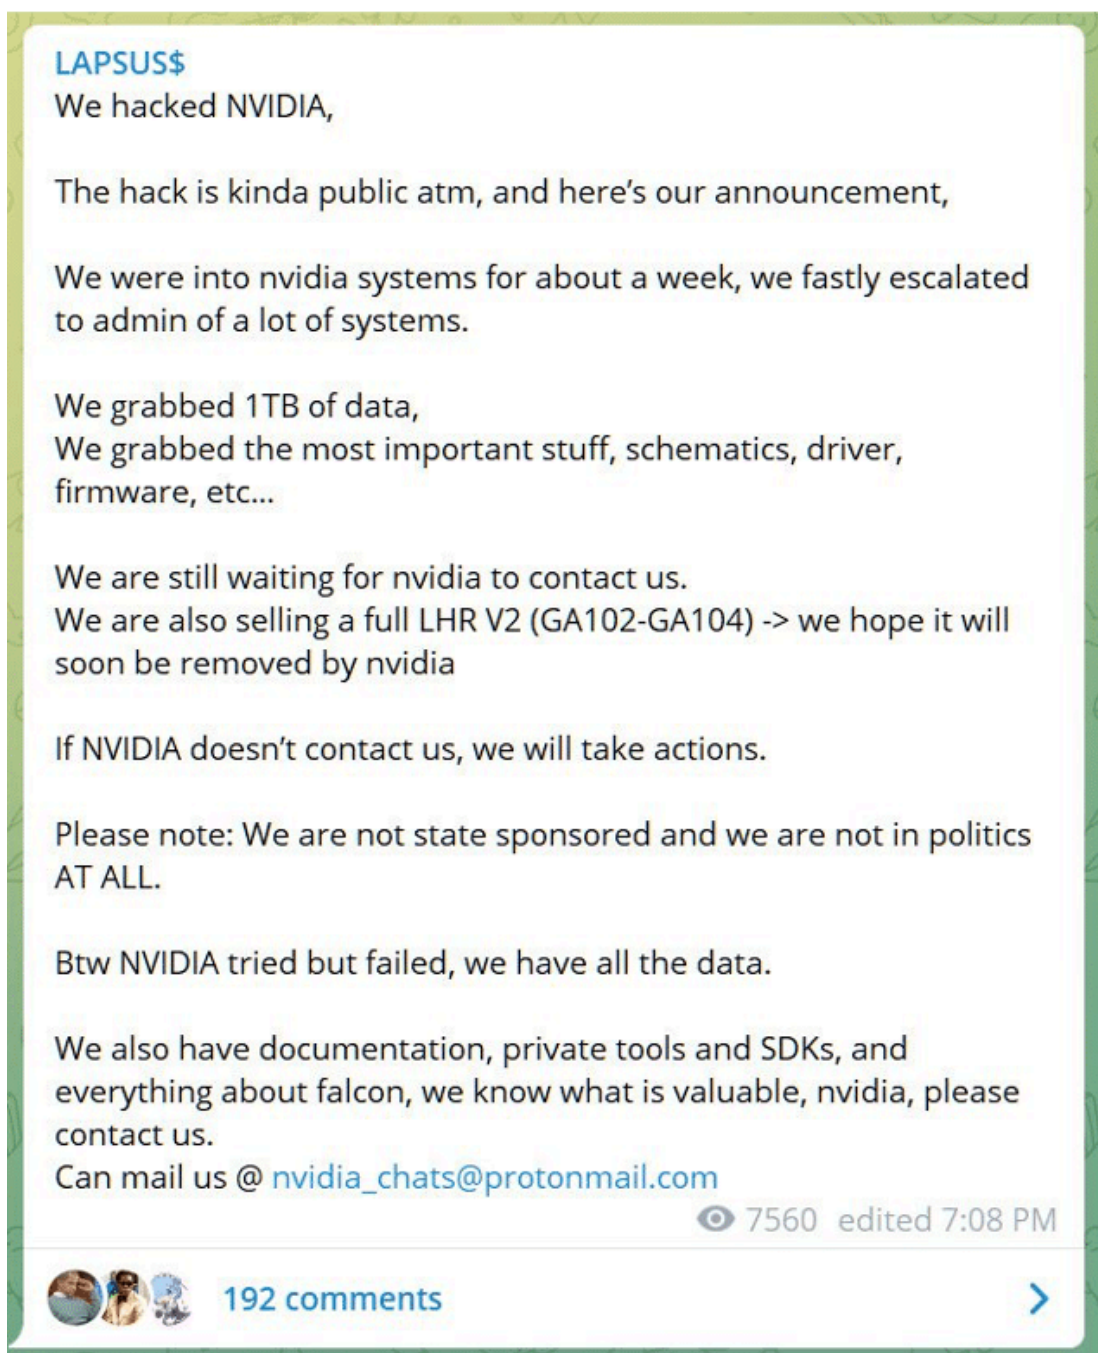 LAPSUS$
We hacked NVIDIA,
The hack is kinda public atm, and here's our announcement,
We were into nvidia systems for about a week, we fastly escalated
to admin of a lot of systems.
We grabbed 1TB of data,
We grabbed the most important stuff, schematics, driver,
firmware, etc...
We are still waiting for nvidia to contact us.
We are also selling a full LHR V2 (GA102-GA104) -> we hope it will
soon be removed by nvidia
If NVIDIA doesn't contact us, we will take actions.
Please note: We are not state sponsored and we are not in politics
AT ALL.
Btw NVIDIA tried but failed, we have all the data.
We also have documentation, private tools and SDKs, and
everything about falcon, we know what is valuable, nvidia, please
contact us.
Can mail us @ nvidia_chats@protonmail.com
7560 edited 7:08 PM
192 comments